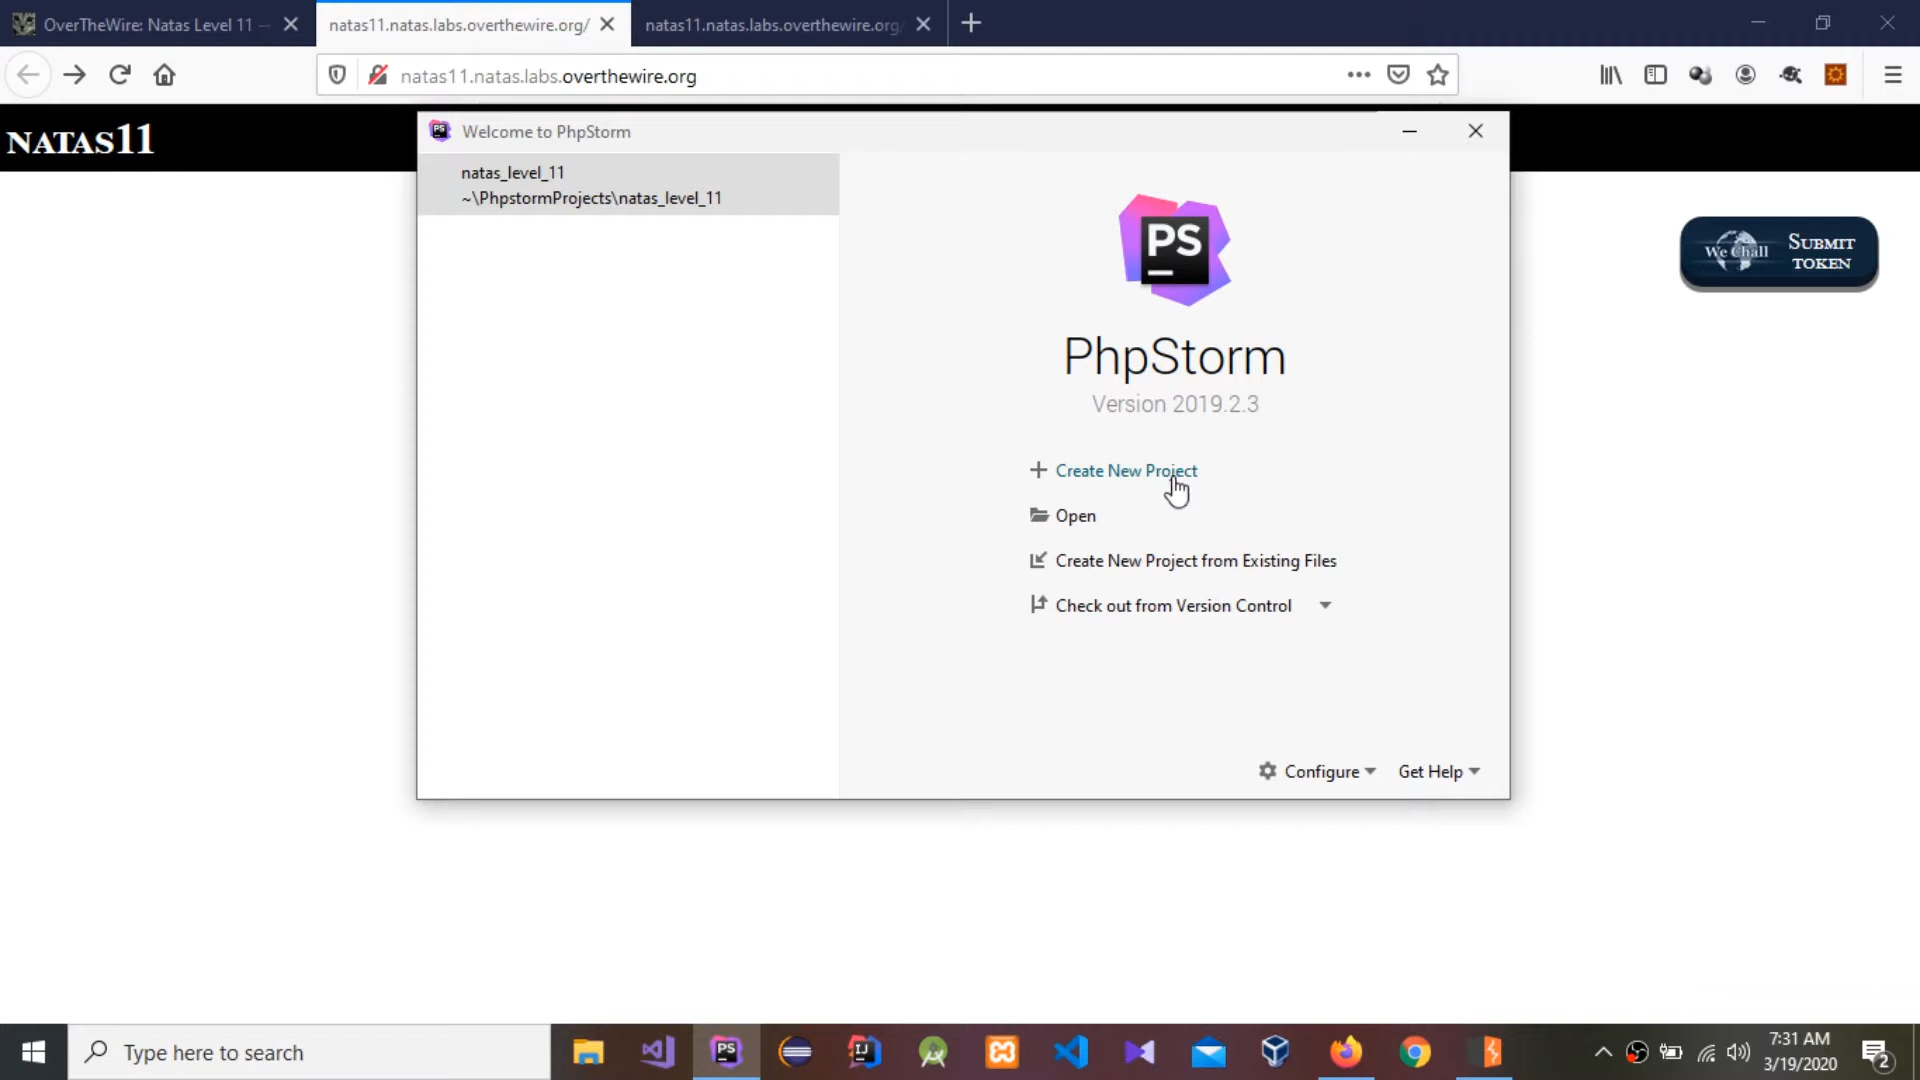 OverTheWire: Natas Level 11 —
natas11.natas.labs.overthewire.org/
natas11.natas.labs.overthewire.org/
natas11.natas.labs.overthewire.org
NATAS11
Welcome to PhpStorm
natas_level_11
~\PhpstormProjects\natas_level_11
PS
PhpStorm
Version 2019.2.3
Create New Project
Open
Create New Project from Existing Files
Check out from Version Control
Configure
Get Help
We Chall
SUBMIT
TOKEN
Type here to search
PS
IJ
7:31 AM
3/19/2020
2